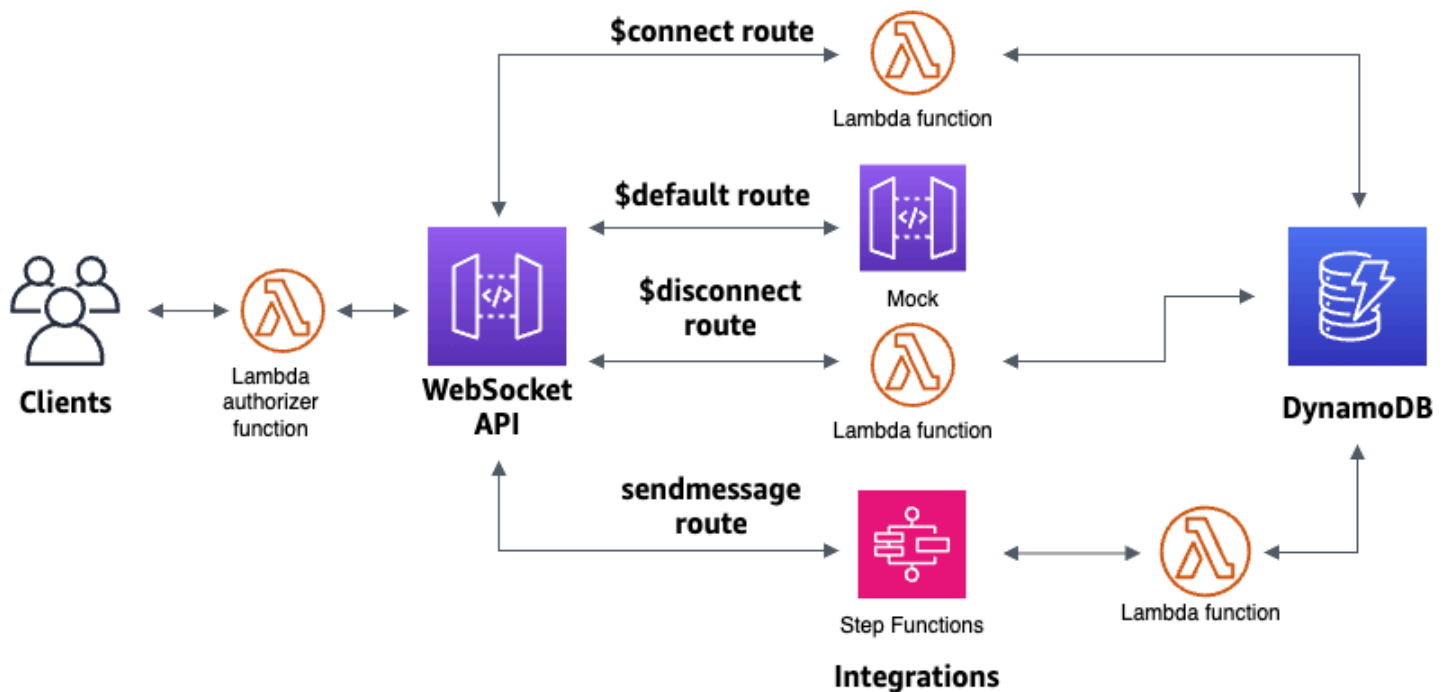 $connect route
Lambda function
$default route
</>
Mock
$disconnect
route
Lambda function
Clients
Lambda
authorizer
function
</>
WebSocket
API
DynamoDB
sendmessage
route
Step Functions
Lambda function
Integrations